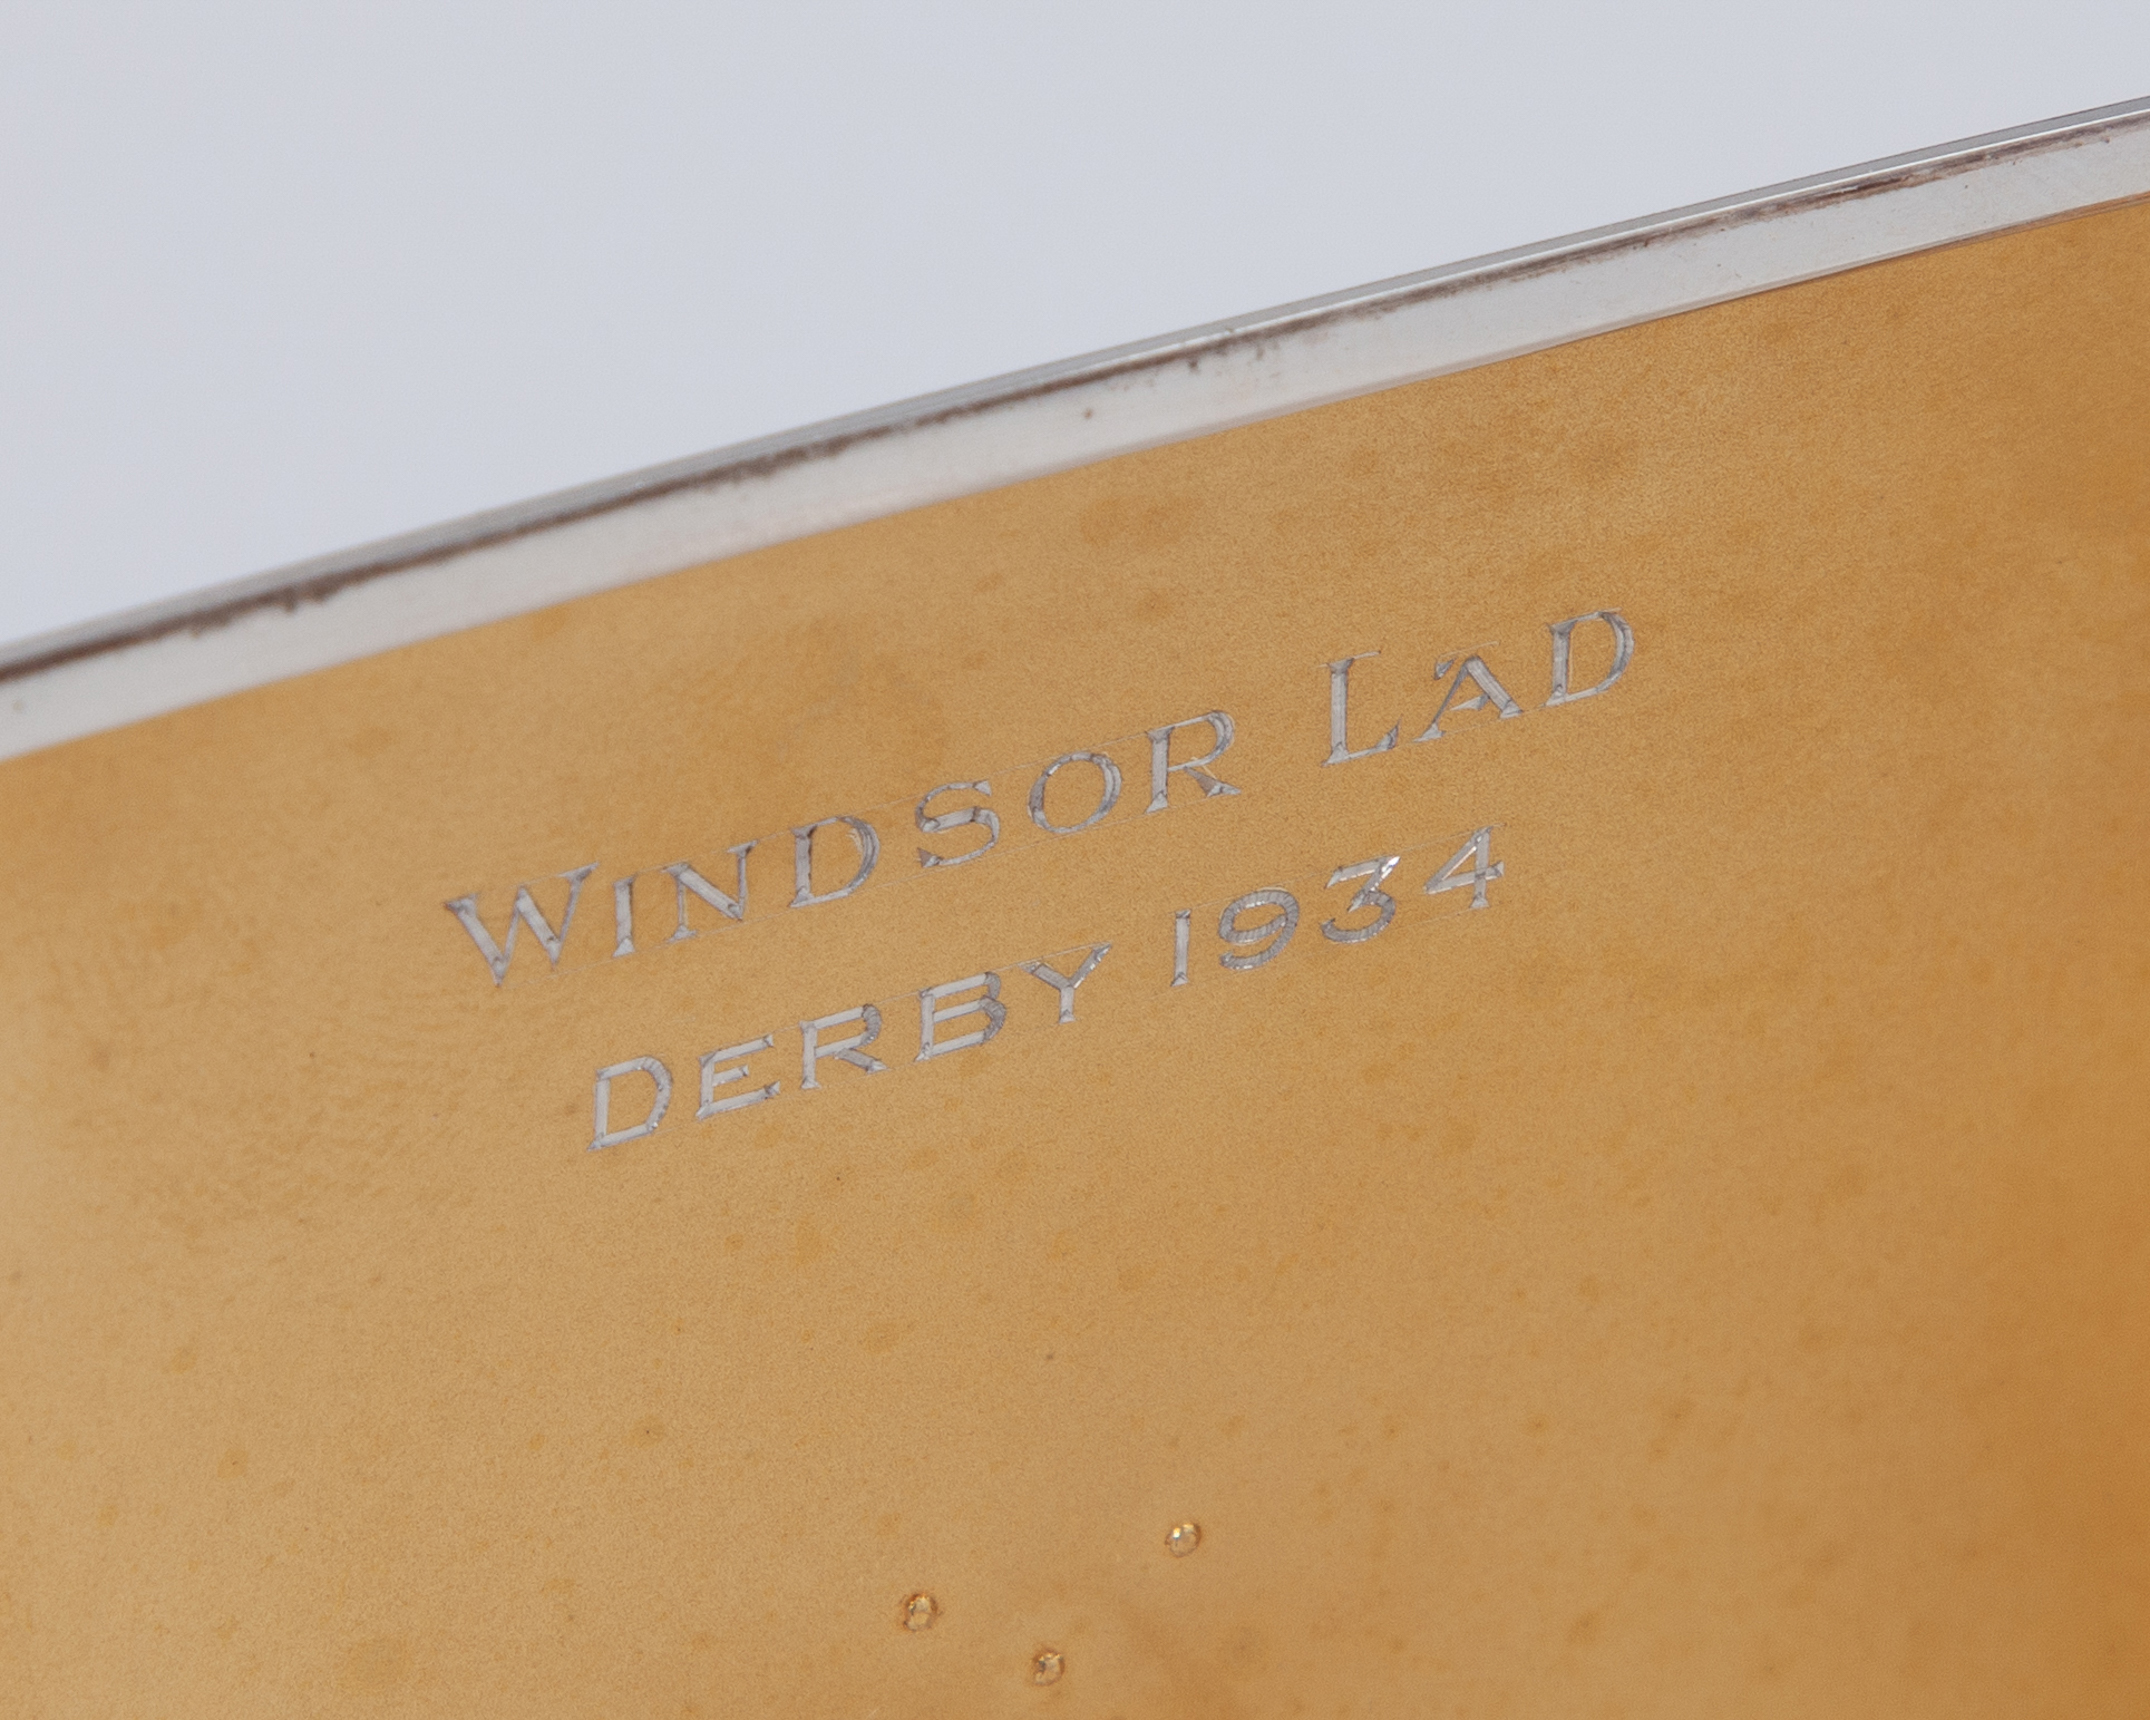 WINDSOR LAD
DERBY 1934